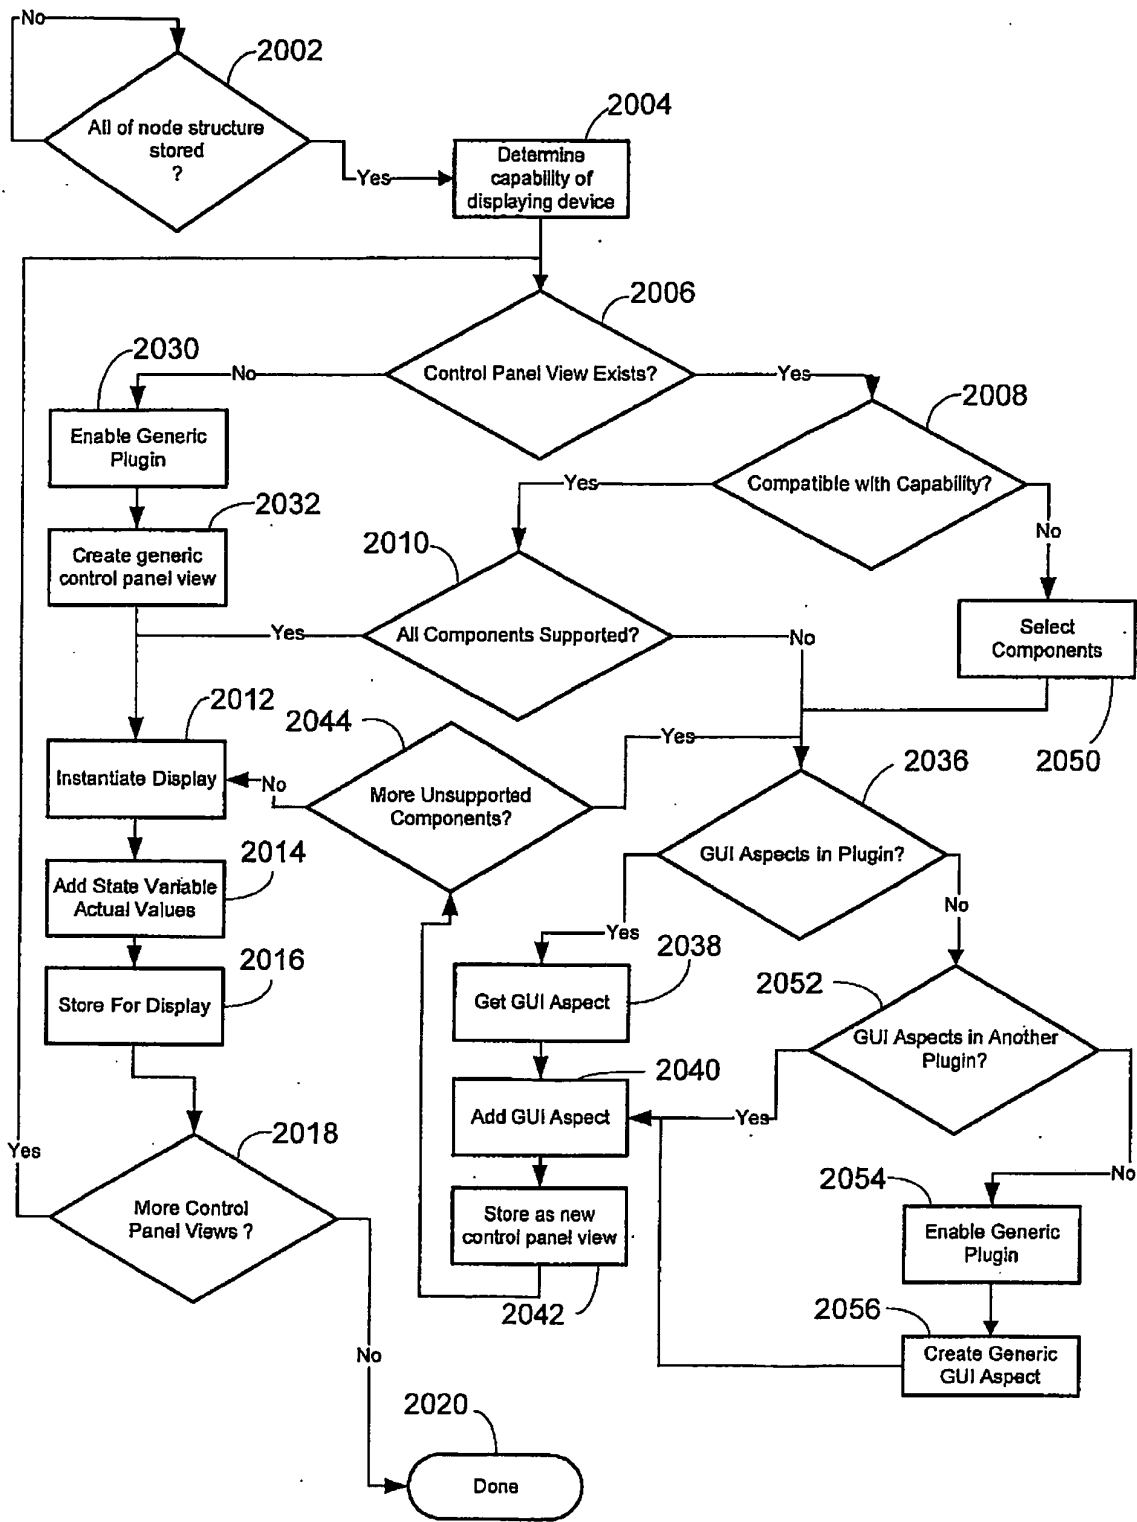 No
2002
All of node structure
stored
?
Yes
2004
Determine
capability of
displaying device
2006
Control Panel View Exists?
No
Yes
2030
Enable Generic
Plugin
2008
Compatible with Capability?
Yes
No
2032
Create generic
control panel view
2010
All Components Supported?
Yes
No
Select
Components
2050
2012
Instantiate Display
2044
More Unsupported
Components?
Yes
No
2036
GUI Aspects in Plugin?
Yes
No
2014
Add State Variable
Actual Values
2016
Store For Display
2038
Get GUI Aspect
2052
GUI Aspects in Another
Plugin?
Yes
No
2040
Add GUI Aspect
2018
More Control
Panel Views ?
Yes
No
Store as new
control panel view
2042
2054
Enable Generic
Plugin
2056
Create Generic
GUI Aspect
2020
Done